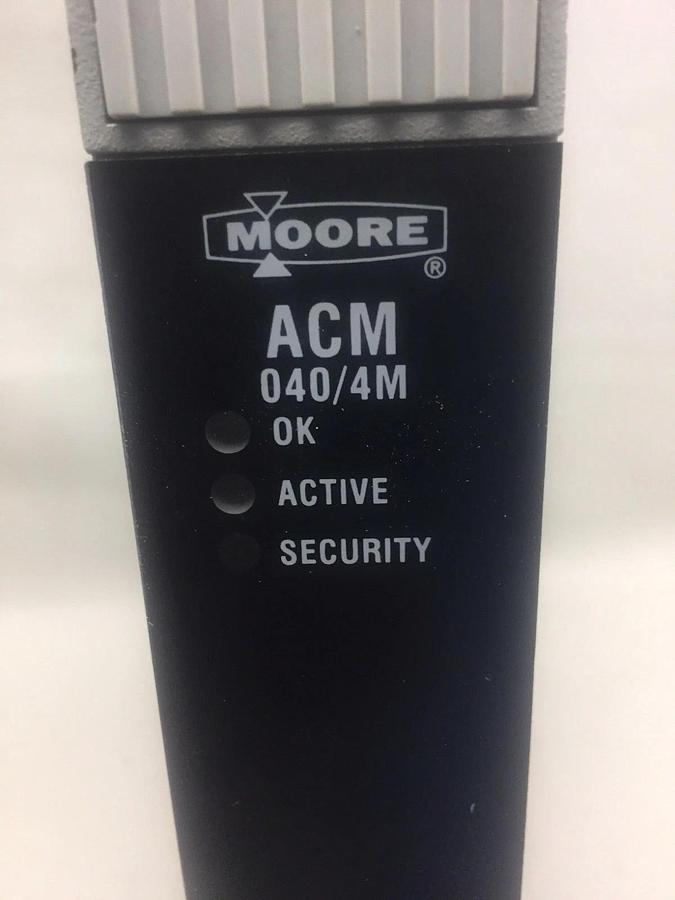 MOORE
®
ACM
040/4M
OK
ACTIVE
SECURITY